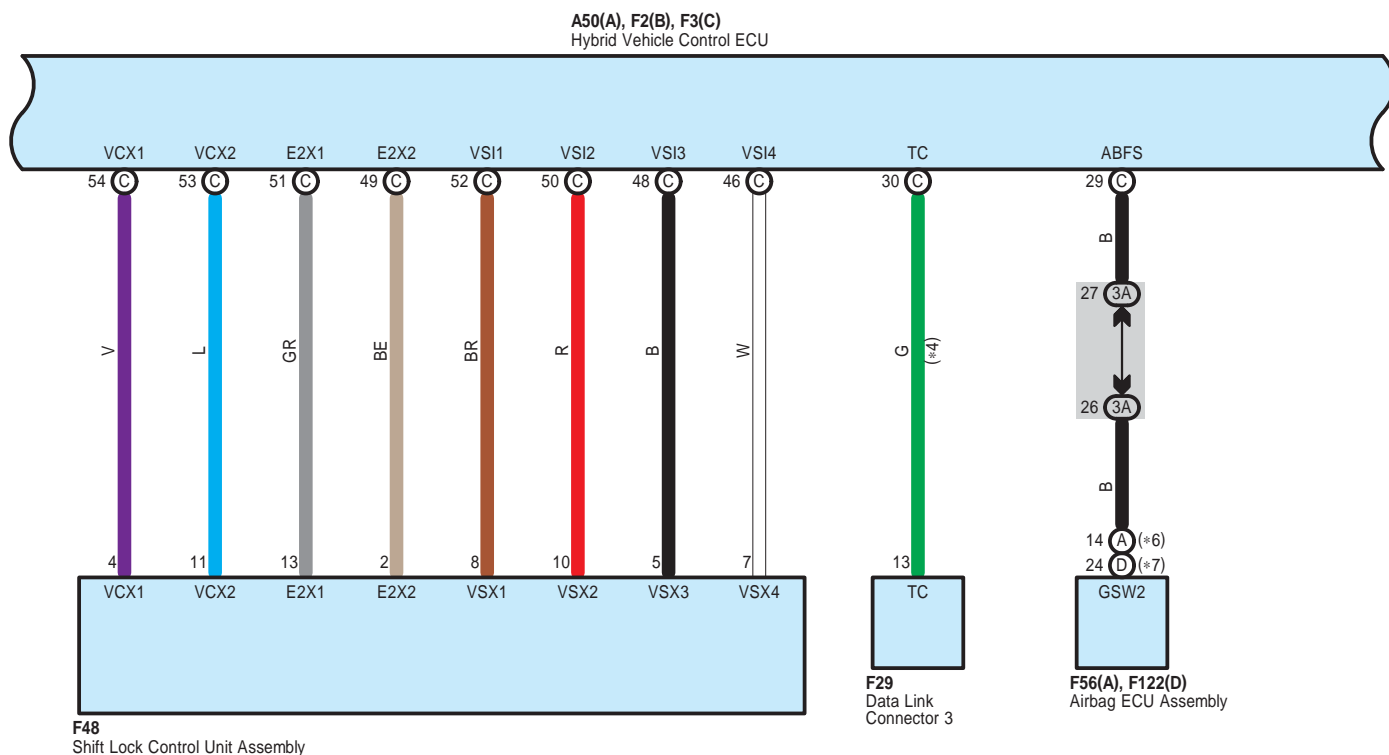 A50(A), F2(B), F3(C)
Hybrid Vehicle Control ECU
VCX1 VCX2 E2X1 E2X2 VSI1 VSI2 VSI3 VSI4 TC ABFS
54 C 53 C 51 C 49 C 52 C 50 C 48 C 46 C 30 C 29 C
B
27 3A
V L GR BE BR R B W G (*4)
26 3A
B
14 A (*6)
4 11 13 2 8 10 5 7 13 24 D (*7)
VCX1 VCX2 E2X1 E2X2 VSX1 VSX2 VSX3 VSX4 TC GSW2
F29
Data Link
Connector 3
F56(A), F122(D)
Airbag ECU Assembly
F48
Shift Lock Control Unit Assembly